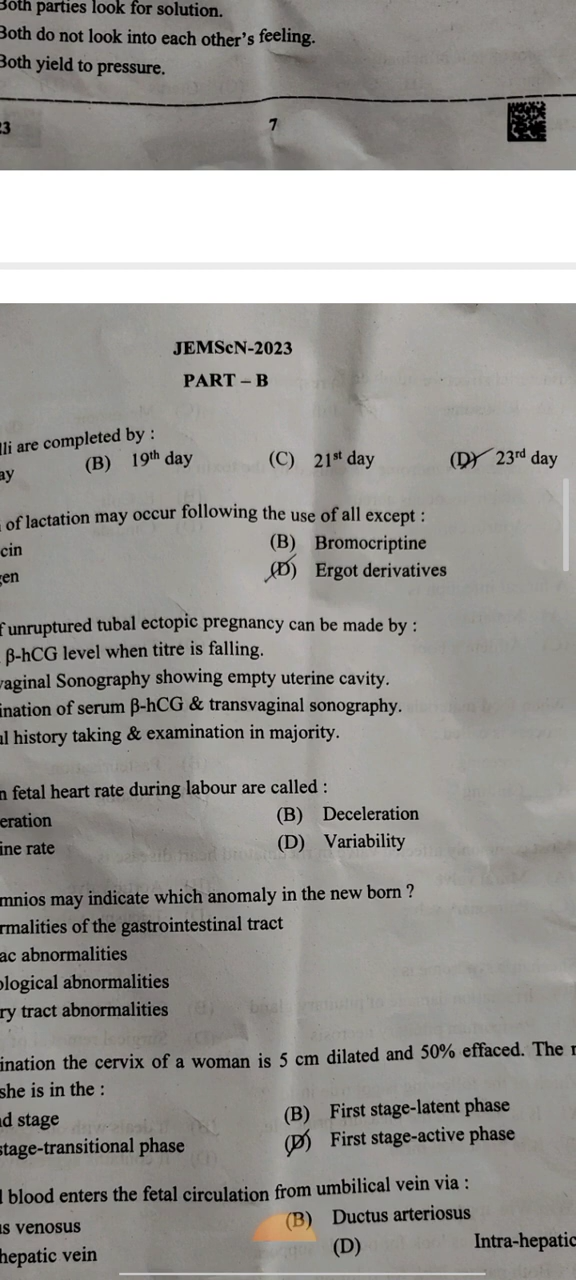 Both parties look for solution.
Both do not look into each other's feeling.
Both yield to pressure.
23 7
JEMScN-2023
PART – B
lli are completed by :
ay (B) 19th day (C) 21st day (D) 23rd day
of lactation may occur following the use of all except :
cin (B) Bromocriptine
gen (D) Ergot derivatives
f unruptured tubal ectopic pregnancy can be made by :
β-hCG level when titre is falling.
vaginal Sonography showing empty uterine cavity.
ination of serum β-hCG & transvaginal sonography.
ul history taking & examination in majority.
n fetal heart rate during labour are called :
eration (B) Deceleration
ine rate (D) Variability
mnios may indicate which anomaly in the new born ?
rmalities of the gastrointestinal tract
ac abnormalities
ological abnormalities
ry tract abnormalities
ination the cervix of a woman is 5 cm dilated and 50% effaced. The
she is in the :
nd stage (B) First stage-latent phase
stage-transitional phase (D) First stage-active phase
l blood enters the fetal circulation from umbilical vein via :
us venosus (B) Ductus arteriosus
hepatic vein (D) Intra-hepatic